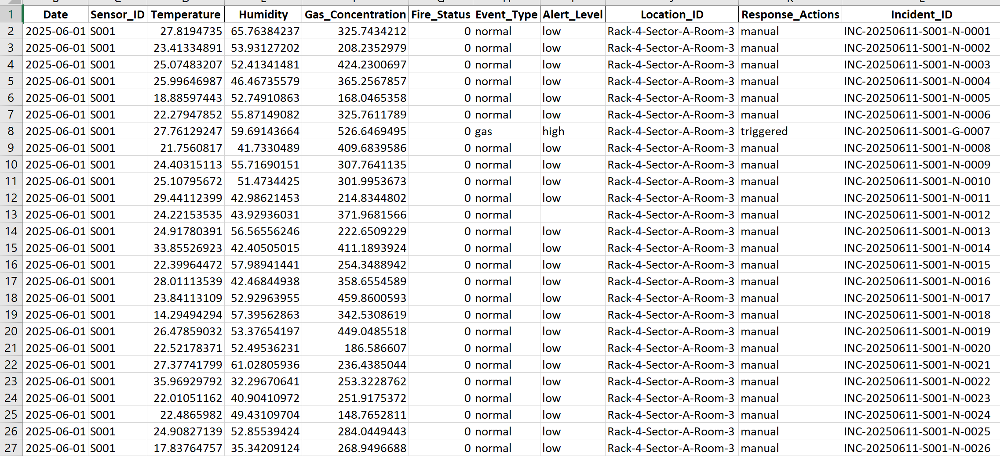 1 Date Sensor_ID Temperature Humidity Gas_Concentration Fire_Status Event_Type Alert_Level Location_ID Response_Actions Incident_ID
2 2025-06-01 S001 27.8194735 65.76384237 325.7434212 0 normal low Rack-4-Sector-A-Room-3 manual INC-20250611-S001-N-0001
3 2025-06-01 S001 23.41334891 53.93127202 208.2352979 0 normal low Rack-4-Sector-A-Room-3 manual INC-20250611-S001-N-0002
4 2025-06-01 S001 25.07483207 52.41341481 424.2300697 0 normal low Rack-4-Sector-A-Room-3 manual INC-20250611-S001-N-0003
5 2025-06-01 S001 25.99646987 46.46735579 365.2567857 0 normal low Rack-4-Sector-A-Room-3 manual INC-20250611-S001-N-0004
6 2025-06-01 S001 18.88597443 52.74910863 168.0465358 0 normal low Rack-4-Sector-A-Room-3 manual INC-20250611-S001-N-0005
7 2025-06-01 S001 22.27947852 55.87149082 325.7611789 0 normal low Rack-4-Sector-A-Room-3 manual INC-20250611-S001-N-0006
8 2025-06-01 S001 27.76129247 59.69143664 526.6469495 0 gas high Rack-4-Sector-A-Room-3 triggered INC-20250611-S001-G-0007
9 2025-06-01 S001 21.7560817 41.7330489 409.6839586 0 normal low Rack-4-Sector-A-Room-3 manual INC-20250611-S001-N-0008
10 2025-06-01 S001 24.40315113 55.71690151 307.7641135 0 normal low Rack-4-Sector-A-Room-3 manual INC-20250611-S001-N-0009
11 2025-06-01 S001 25.10795672 51.4734425 301.9953673 0 normal low Rack-4-Sector-A-Room-3 manual INC-20250611-S001-N-0010
12 2025-06-01 S001 29.44112399 42.98621453 214.8344802 0 normal low Rack-4-Sector-A-Room-3 manual INC-20250611-S001-N-0011
13 2025-06-01 S001 24.22153535 43.92936031 371.9681566 0 normal Rack-4-Sector-A-Room-3 manual INC-20250611-S001-N-0012
14 2025-06-01 S001 24.91780391 56.56556246 222.6509229 0 normal low Rack-4-Sector-A-Room-3 manual INC-20250611-S001-N-0013
15 2025-06-01 S001 33.85526923 42.40505015 411.1893924 0 normal low Rack-4-Sector-A-Room-3 manual INC-20250611-S001-N-0014
16 2025-06-01 S001 22.39964472 57.98941441 254.3488942 0 normal low Rack-4-Sector-A-Room-3 manual INC-20250611-S001-N-0015
17 2025-06-01 S001 28.01113539 42.46844938 358.6554589 0 normal low Rack-4-Sector-A-Room-3 manual INC-20250611-S001-N-0016
18 2025-06-01 S001 23.84113109 52.92963955 459.8600593 0 normal low Rack-4-Sector-A-Room-3 manual INC-20250611-S001-N-0017
19 2025-06-01 S001 14.29494294 57.39562863 342.5308619 0 normal low Rack-4-Sector-A-Room-3 manual INC-20250611-S001-N-0018
20 2025-06-01 S001 26.47859032 53.37654197 449.0485518 0 normal low Rack-4-Sector-A-Room-3 manual INC-20250611-S001-N-0019
21 2025-06-01 S001 22.52178371 52.49536231 186.586607 0 normal low Rack-4-Sector-A-Room-3 manual INC-20250611-S001-N-0020
22 2025-06-01 S001 27.37741799 61.02805936 236.4385044 0 normal low Rack-4-Sector-A-Room-3 manual INC-20250611-S001-N-0021
23 2025-06-01 S001 35.96929792 32.29670641 253.3228762 0 normal low Rack-4-Sector-A-Room-3 manual INC-20250611-S001-N-0022
24 2025-06-01 S001 22.01051162 40.90410972 251.9175372 0 normal low Rack-4-Sector-A-Room-3 manual INC-20250611-S001-N-0023
25 2025-06-01 S001 22.4865982 49.43109704 148.7652811 0 normal low Rack-4-Sector-A-Room-3 manual INC-20250611-S001-N-0024
26 2025-06-01 S001 24.90827139 52.85539424 284.0449443 0 normal low Rack-4-Sector-A-Room-3 manual INC-20250611-S001-N-0025
27 2025-06-01 S001 17.83764757 35.34209124 268.9496688 0 normal low Rack-4-Sector-A-Room-3 manual INC-20250611-S001-N-0026